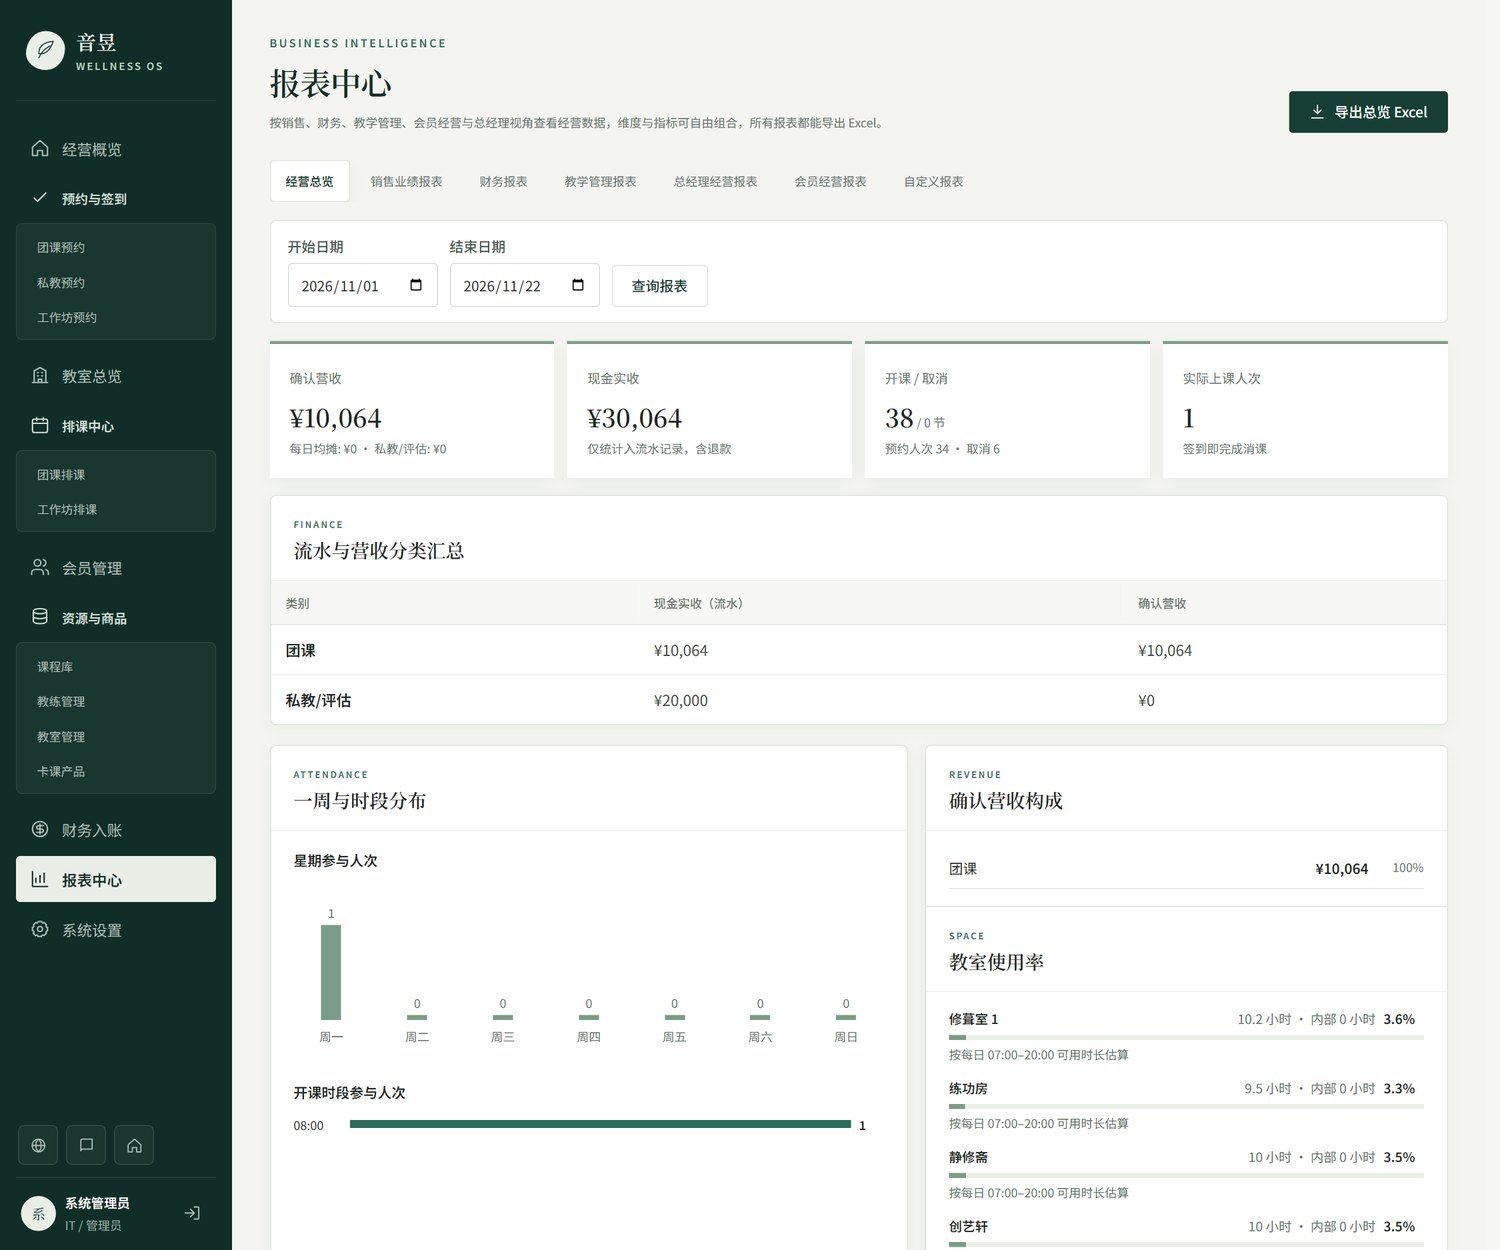 音昱
WELLNESS OS
经营概览
预约与签到
团课预约
私教预约
工作坊预约
教室总览
排课中心
团课排课
工作坊排课
会员管理
资源与商品
课程库
教练管理
教室管理
卡课产品
财务入账
报表中心
系统设置
系
系统管理员
IT / 管理员
BUSINESS INTELLIGENCE
报表中心
按销售、财务、教学管理、会员经营与总经理视角查看经营数据，维度与指标可自由组合，所有报表都能导出 Excel。
导出总览 Excel
经营总览 销售业绩报表 财务报表 教学管理报表 总经理经营报表 会员经营报表 自定义报表
开始日期 结束日期
2026/11/01 2026/11/22 查询报表
确认营收
¥10,064
每日均摊: ¥0 · 私教/评估: ¥0
现金实收
¥30,064
仅统计入流水记录，含退款
开课 / 取消
38 / 0 节
预约人次 34 · 取消 6
实际上课人次
1
签到即完成消课
FINANCE
流水与营收分类汇总
类别 现金实收（流水） 确认营收
团课 ¥10,064 ¥10,064
私教/评估 ¥20,000 ¥0
ATTENDANCE
一周与时段分布
星期参与人次
1 0 0 0 0 0 0
周一 周二 周三 周四 周五 周六 周日
开课时段参与人次
08:00 1
REVENUE
确认营收构成
团课 ¥10,064 100%
SPACE
教室使用率
修葺室 1 10.2 小时 · 内部 0 小时 3.6%
按每日 07:00–20:00 可用时长估算
练功房 9.5 小时 · 内部 0 小时 3.3%
按每日 07:00–20:00 可用时长估算
静修斋 10 小时 · 内部 0 小时 3.5%
按每日 07:00–20:00 可用时长估算
创艺轩 10 小时 · 内部 0 小时 3.5%